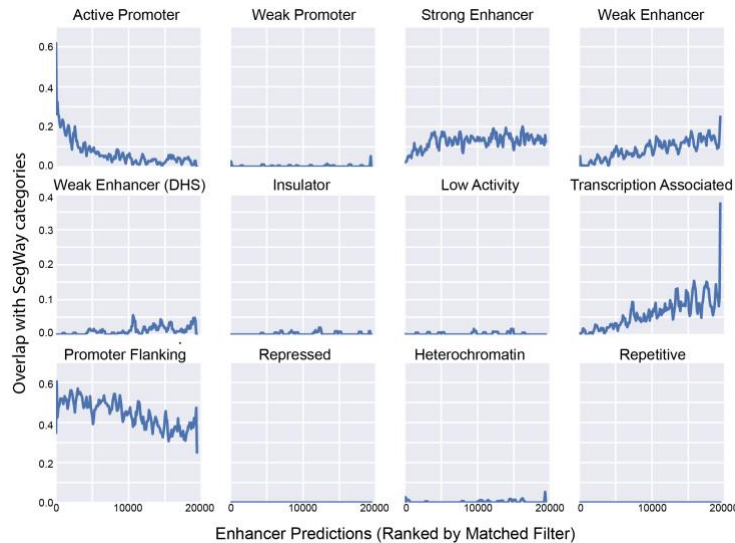 Active Promoter
Weak Promoter
Strong Enhancer
Weak Enhancer
0.6
0.4
0.2
0.0
Weak Enhancer (DHS)
Insulator
Low Activity
Transcription Associated
0.4
0.3
0.2
0.1
0.0
Promoter Flanking
Repressed
Heterochromatin
Repetitive
0.6
0.4
0.2
0.0
0 10000 20000
0 10000 20000
0 10000 20000
0 10000 20000
Overlap with SegWay categories
Enhancer Predictions (Ranked by Matched Filter)